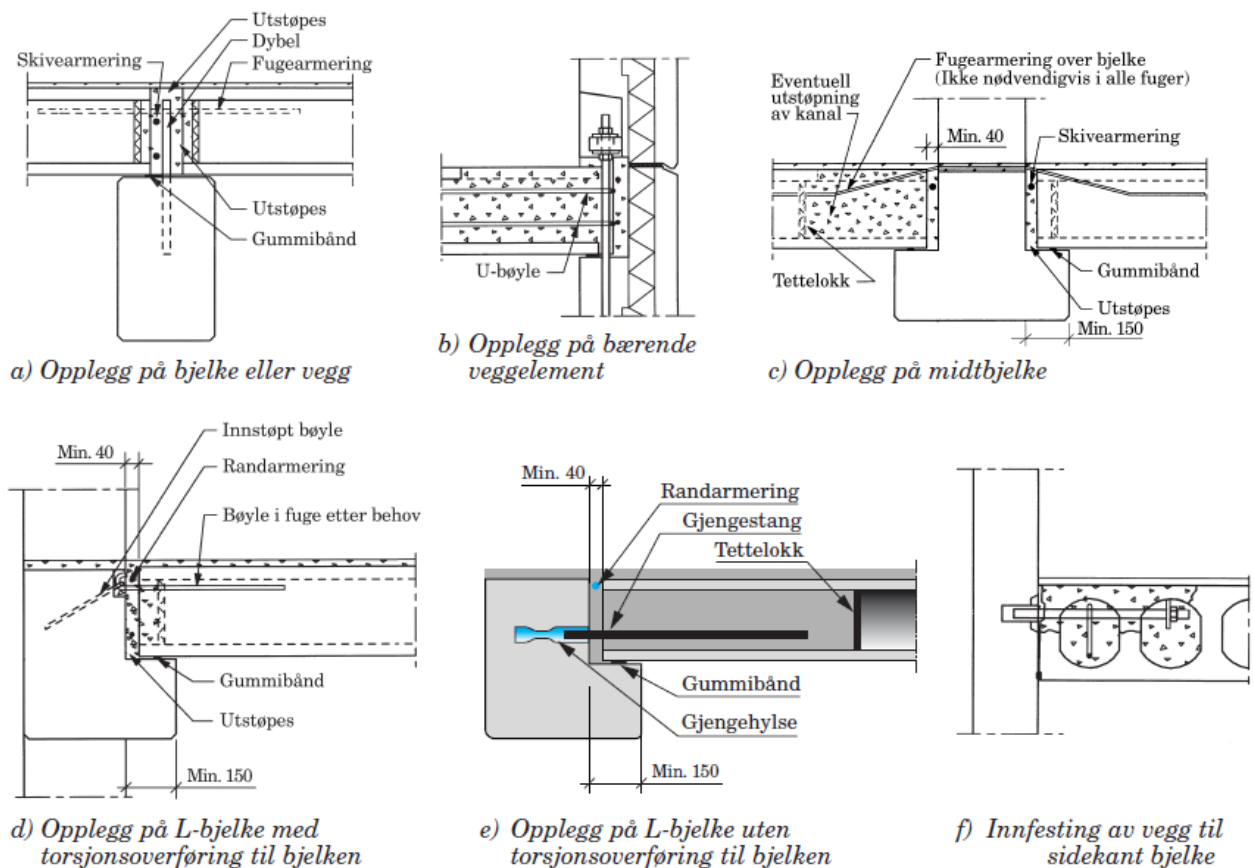 Utstøpes
Dybel
Skivearmering
Fugearmering
Utstøpes
Gummibånd
a) Opplegg på bjelke eller vegg
U-bøyle
b) Opplegg på bærende
veggelement
Fugearmering over bjelke
(Ikke nødvendigvis i alle fuger)
Eventuell
utstøpning
av kanal
Min. 40
Skivearmering
Tettelokk
Gummibånd
Utstøpes
Min. 150
c) Opplegg på midtbjelke
Innstøpt bøyle
Min. 40
Randarmering
Bøyle i fuge etter behov
Gummibånd
Utstøpes
Min. 150
d) Opplegg på L-bjelke med
torsjonsoverføring til bjelken
Min. 40
Randarmering
Gjengestang
Tettelokk
Gummibånd
Gjengehylse
Min. 150
e) Opplegg på L-bjelke uten
torsjonsoverføring til bjelken
f) Innfesting av vegg til
sidekant bjelke